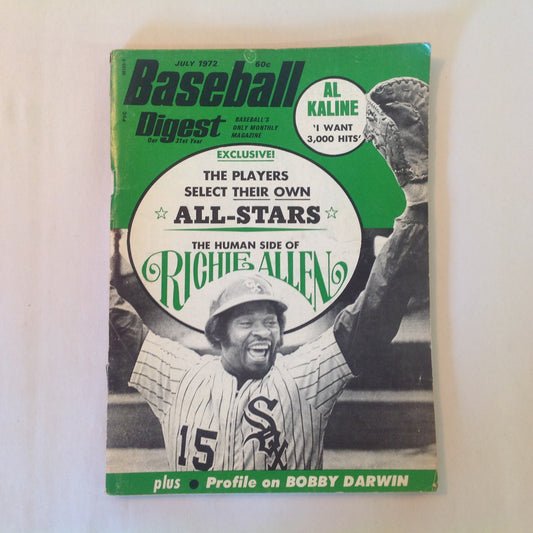 JULY 1972 60c
Baseball
Digest
Our 31st Year
BASEBALL'S
ONLY MONTHLY
MAGAZINE
AL
KALINE
'I WANT
3,000 HITS'
EXCLUSIVE!
THE PLAYERS
SELECT THEIR OWN
☆ ALL-STARS ☆
THE HUMAN SIDE OF
RICHIE ALLEN
SOX
15
plus • Profile on BOBBY DARWIN